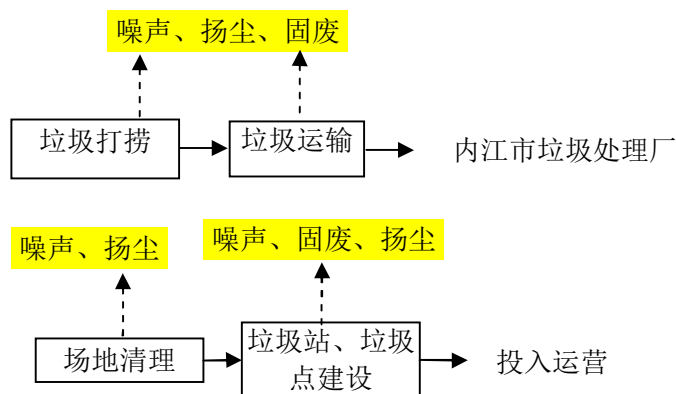 噪声、扬尘、固废
垃圾打捞
垃圾运输
内江市垃圾处理厂
噪声、扬尘
噪声、固废、扬尘
场地清理
垃圾站、垃圾
点建设
投入运营